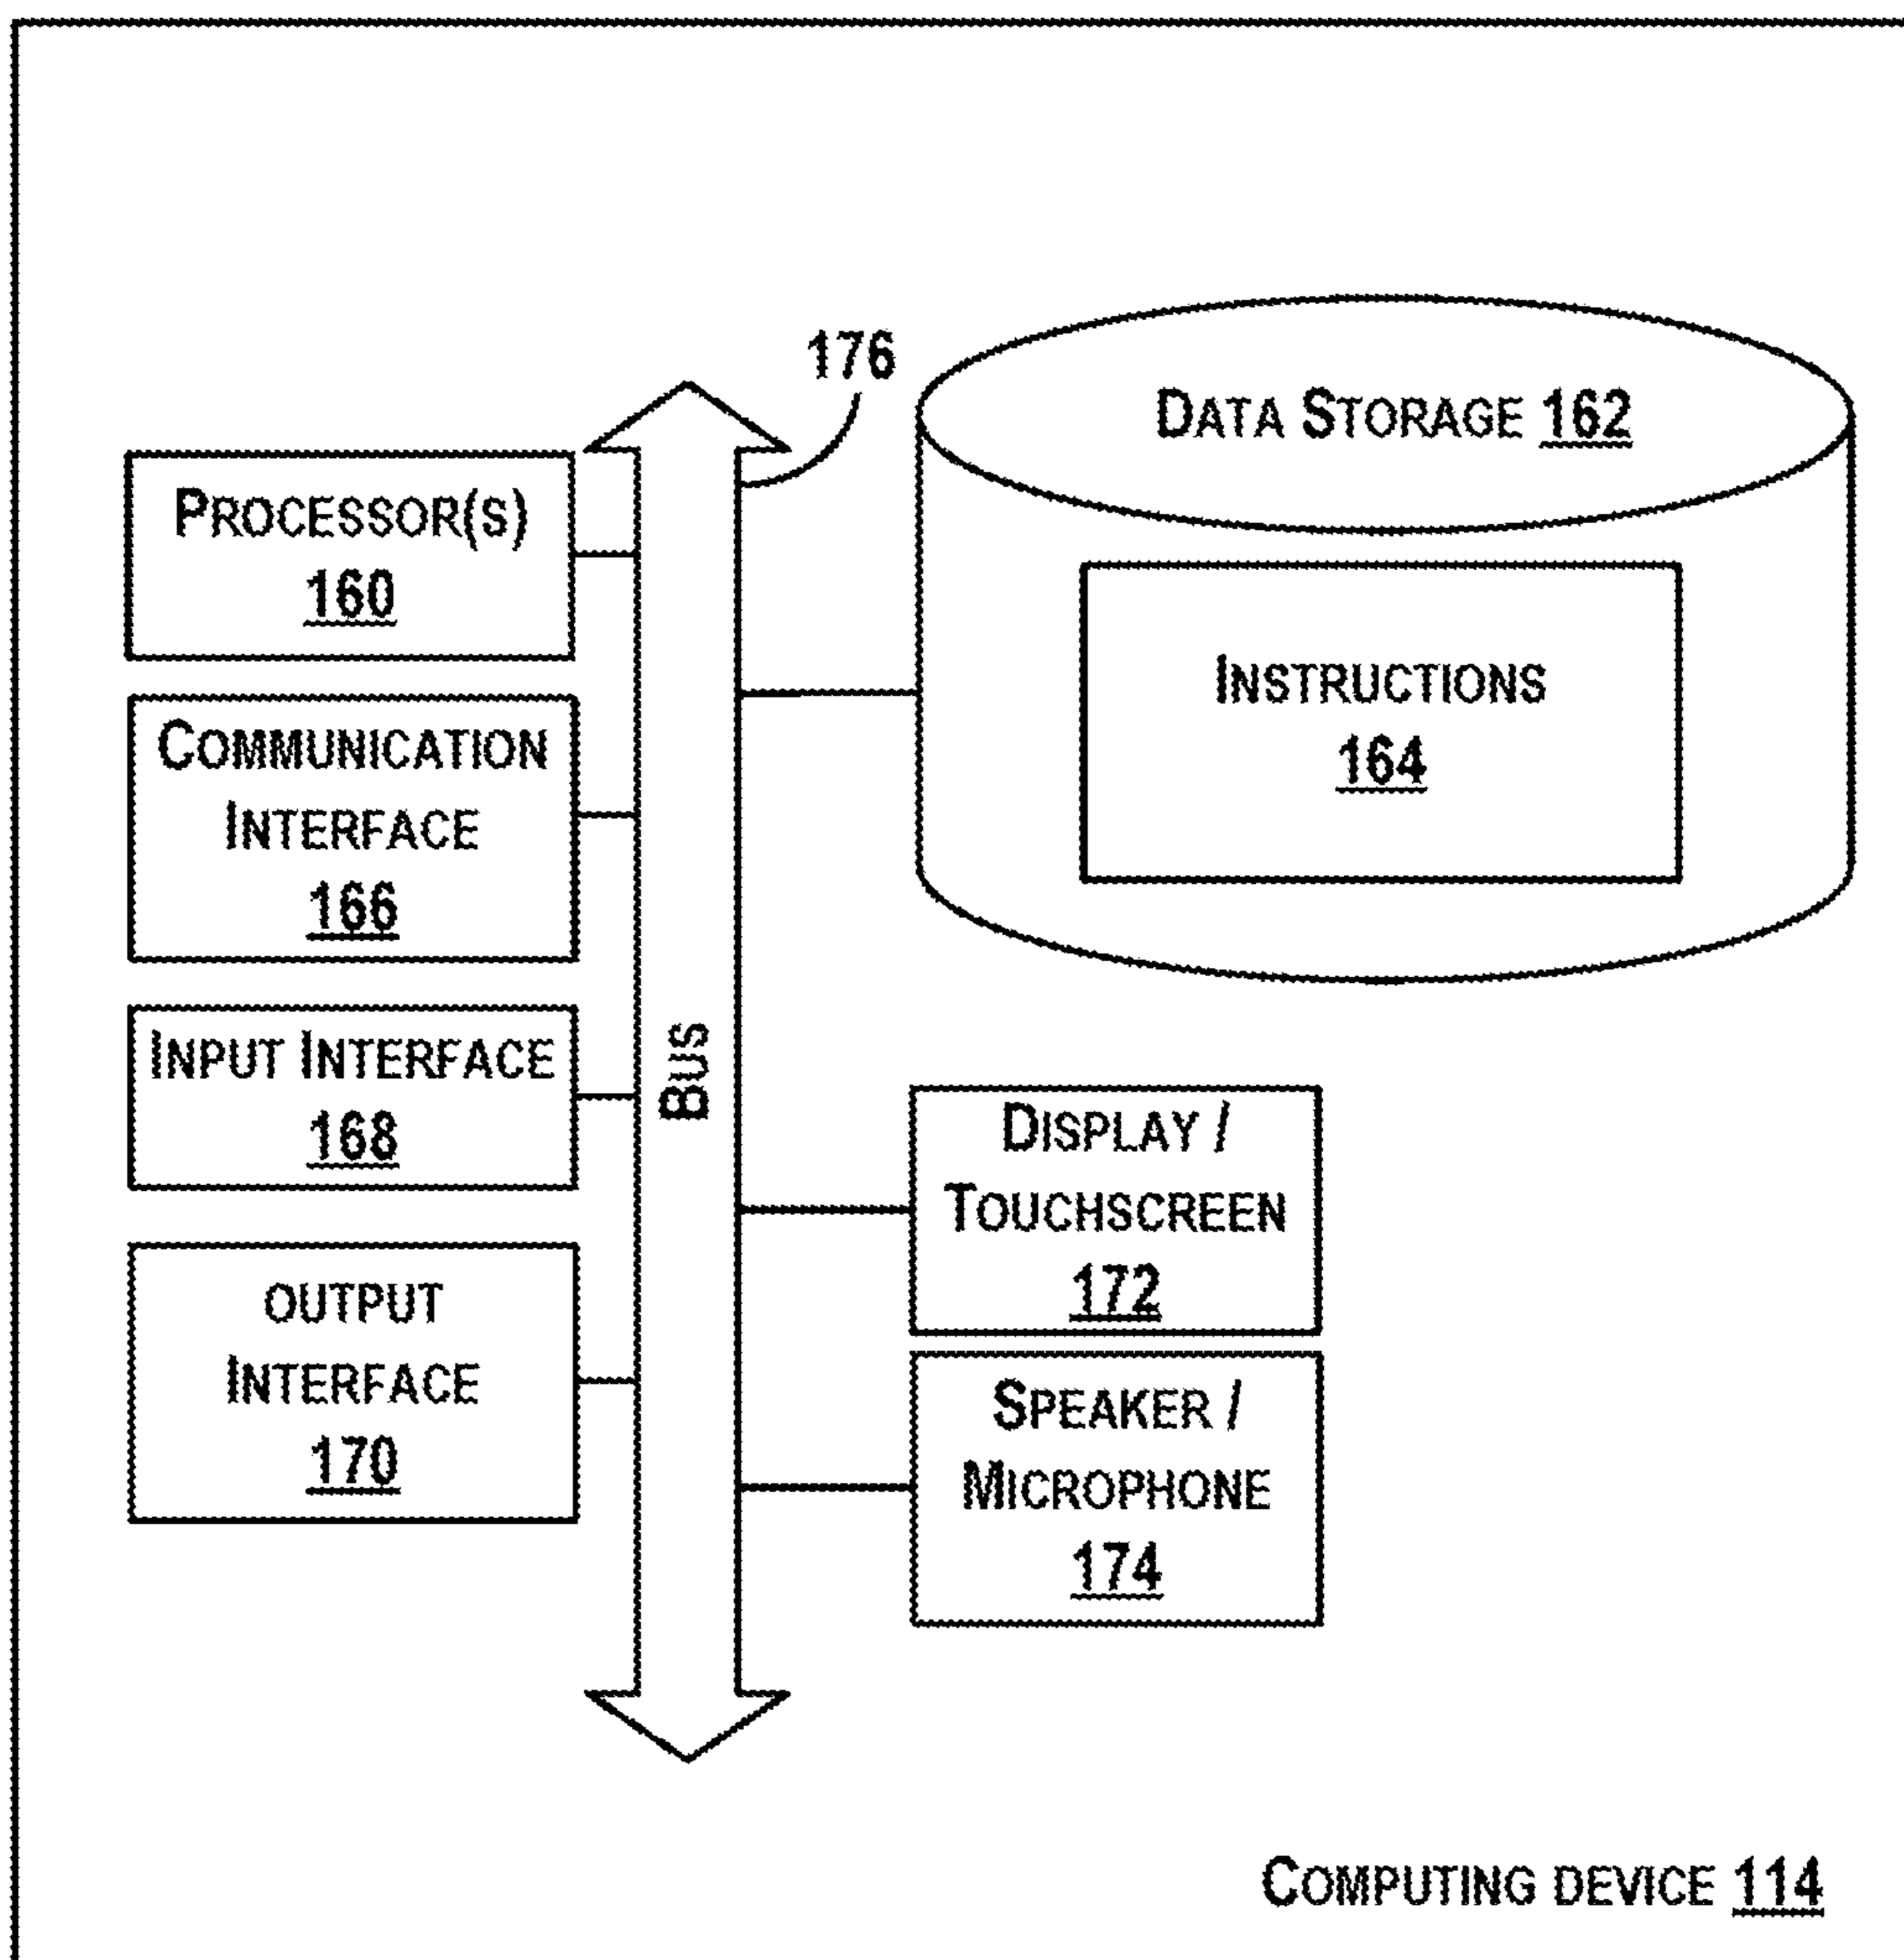 176
DATA STORAGE 162
PROCESSOR(S)
160
INSTRUCTIONS
164
COMMUNICATION
INTERFACE
166
INPUT INTERFACE
168
BUS
DISPLAY /
TOUCHSCREEN
172
OUTPUT
INTERFACE
170
SPEAKER /
MICROPHONE
174
COMPUTING DEVICE 114